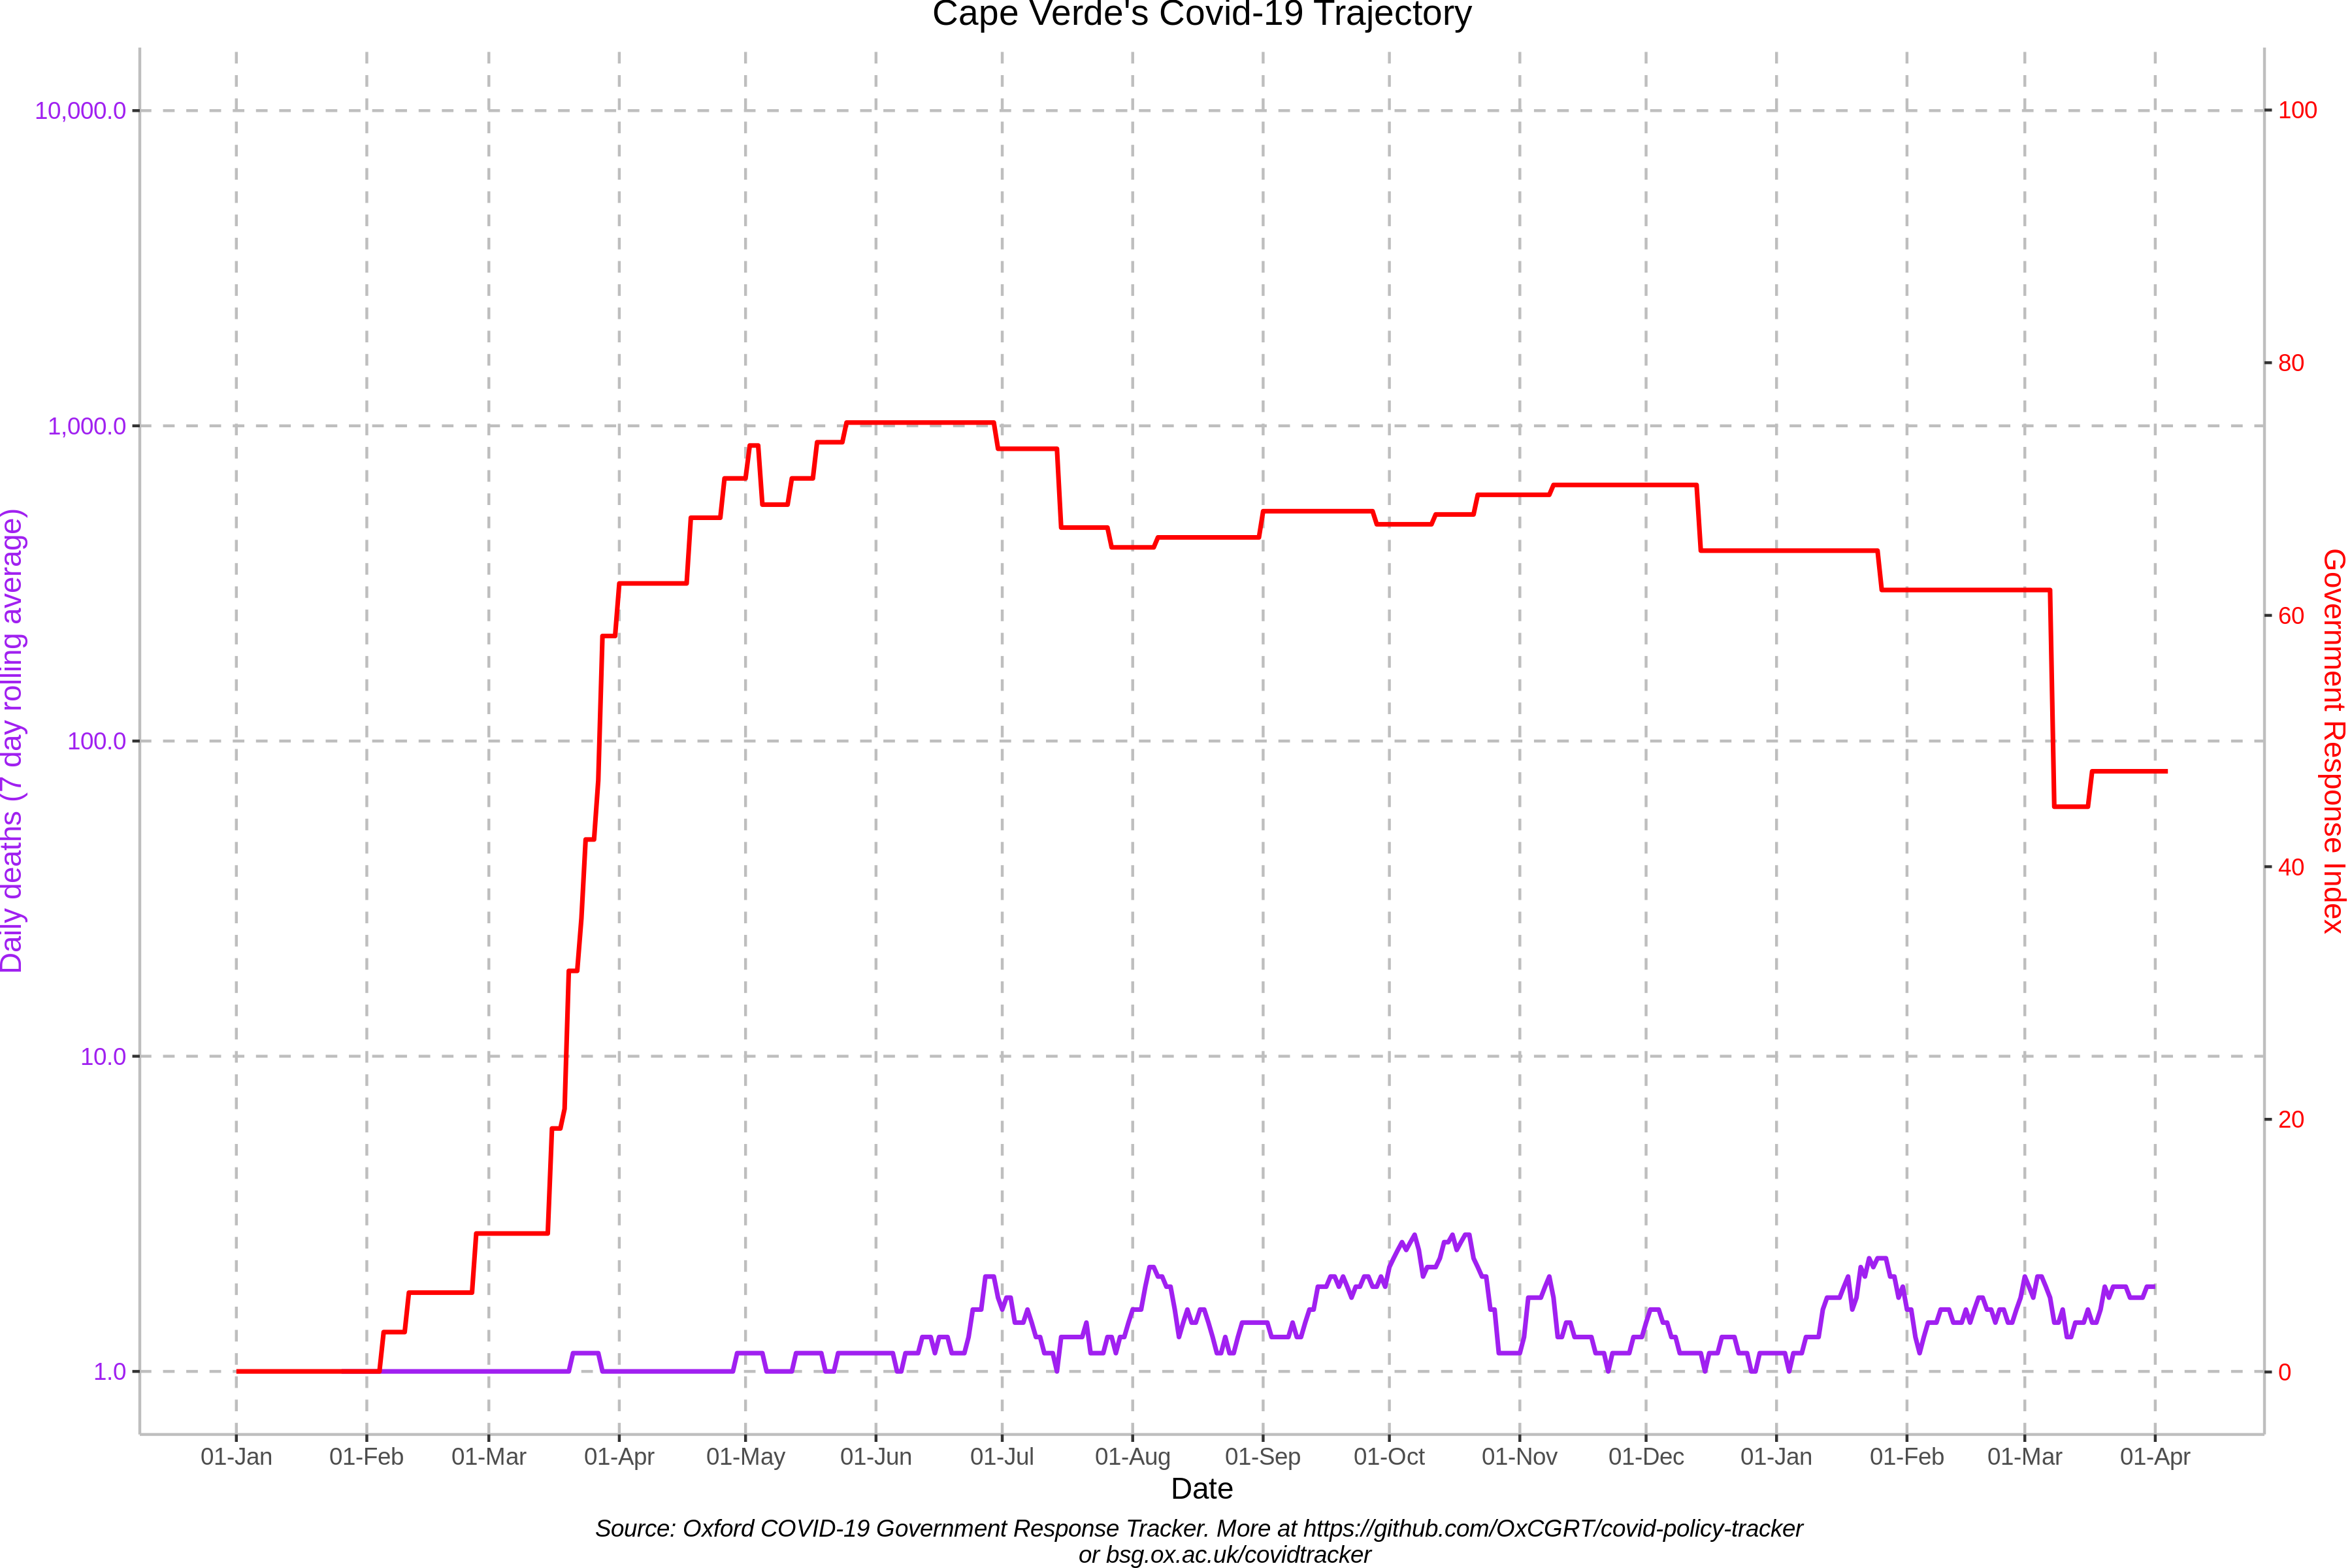 Cape Verde's Covid-19 Trajectory
10,000.0
1,000.0
100.0
10.0
1.0
Daily deaths (7 day rolling average)
100
80
60
40
20
0
Government Response Index
01-Jan 01-Feb 01-Mar 01-Apr 01-May 01-Jun 01-Jul 01-Aug 01-Sep 01-Oct 01-Nov 01-Dec 01-Jan 01-Feb 01-Mar 01-Apr
Date
Source: Oxford COVID-19 Government Response Tracker. More at https://github.com/OxCGRT/covid-policy-tracker
or bsg.ox.ac.uk/covidtracker